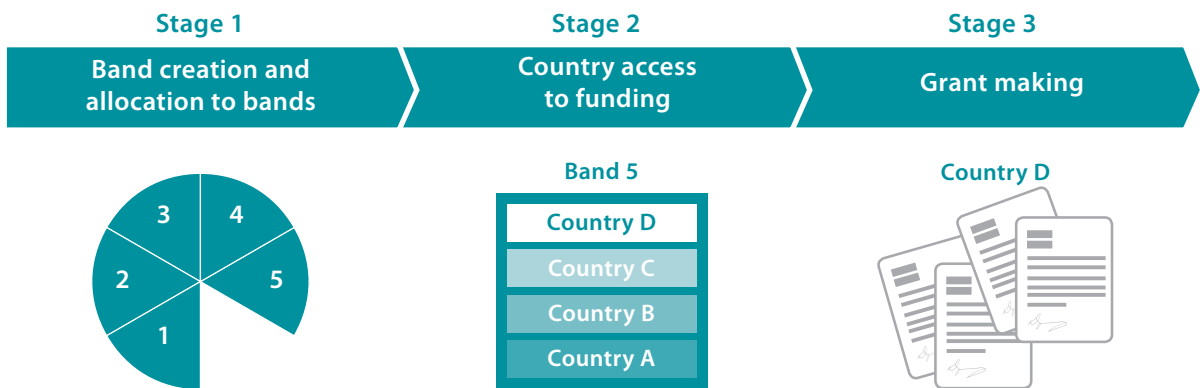 Stage 1
Stage 2
Stage 3
Band creation and
allocation to bands
Country access
to funding
Grant making
1
2
3
4
5
Band 5
Country D
Country C
Country B
Country A
Country D